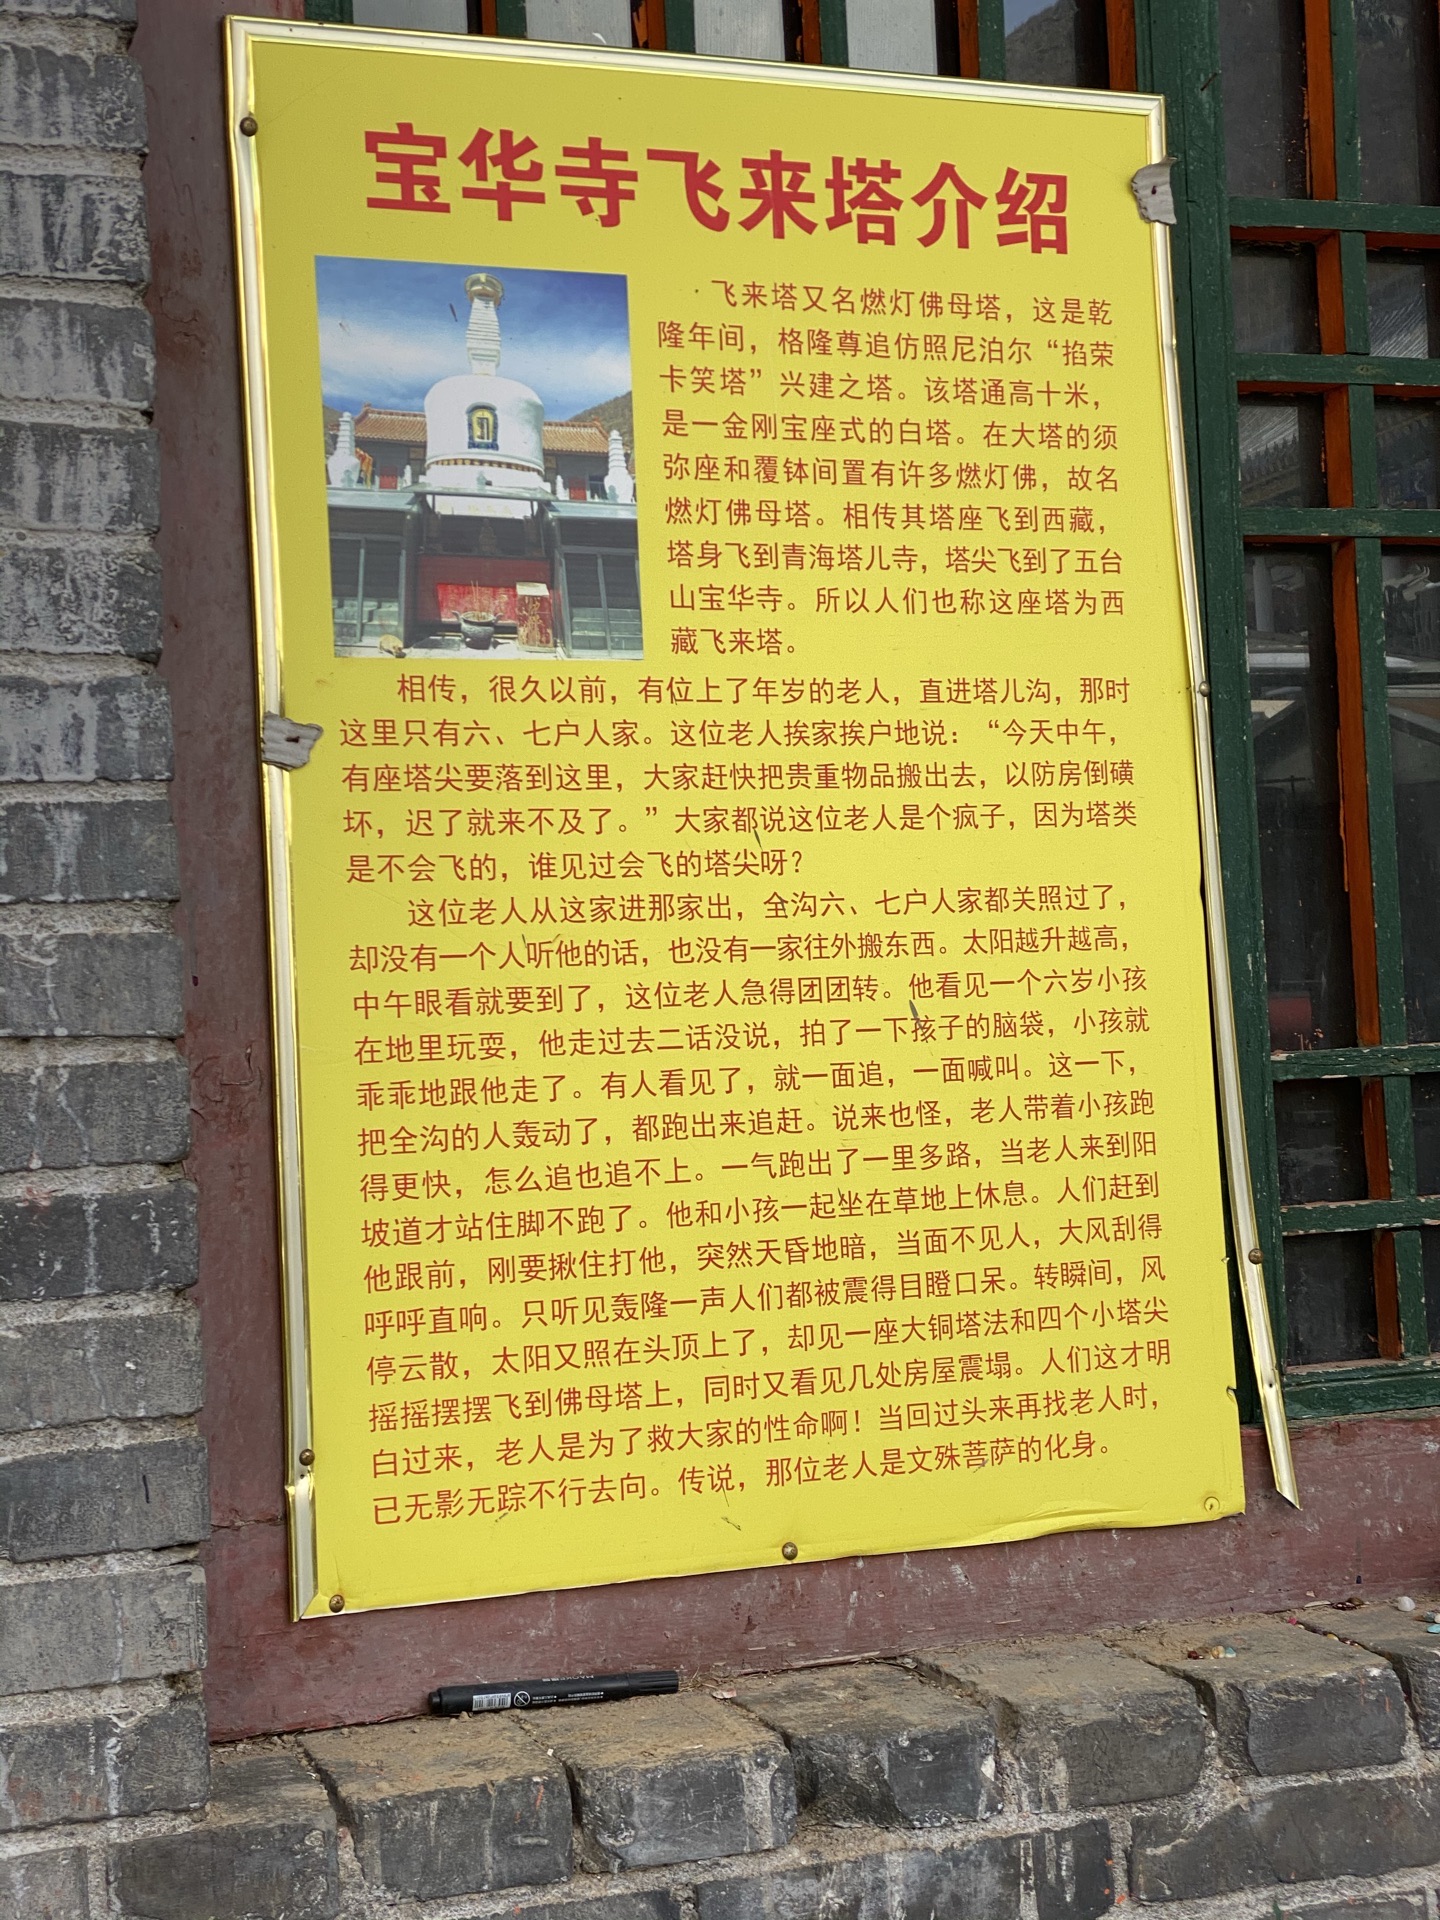 宝华寺飞来塔介绍
飞来塔又名燃灯佛母塔，这是乾
隆年间，格隆尊追仿照尼泊尔“掐荣
卡笑塔”兴建之塔。该塔通高十米，
是一金刚宝座式的白塔。在大塔的须
弥座和覆钵间置有许多燃灯佛，故名
燃灯佛母塔。相传其塔座飞到西藏，
塔身飞到青海塔儿寺，塔尖飞到了五台
山宝华寺。所以人们也称这座塔为西
藏飞来塔。
相传，很久以前，有位上了年岁的老人，直进塔儿沟，那时
这里只有六、七户人家。这位老人挨家挨户地说：“今天中午，
有座塔尖要落到这里，大家赶快把贵重物品搬出去，以防房倒磺
坏，迟了就来不及了。”大家都说这位老人是个疯子，因为塔类
是不会飞的，谁见过会飞的塔尖呀？
这位老人从这家进那家出，全沟六、七户人家都关照过了，
却没有一个人听他的话，也没有一家往外搬东西。太阳越升越高，
中午眼看就要到了，这位老人急得团团转。他看见一个六岁小孩
在地里玩耍，他走过去二话没说，拍了一下孩子的脑袋，小孩就
乖乖地跟他走了。有人看见了，就一面追，一面喊叫。这一下，
把全沟的人轰动了，都跑出来追赶。说来也怪，老人带着小孩跑
得更快，怎么追也追不上。一气跑出了一里多路，当老人来到阳
坡道才站住脚不跑了。他和小孩一起坐在草地上休息。人们赶到
他跟前，刚要揪住打他，突然天昏地暗，当面不见人，大风刮得
呼呼直响。只听见轰隆一声人们都被震得目瞪口呆。转瞬间，风
停云散，太阳又照在头顶上了，却见一座大铜塔法和四个小塔尖
摇摇摆摆飞到佛母塔上，同时又看见几处房屋震塌。人们这才明
白过来，老人是为了救大家的性命啊！当回过头来再找老人时，
已无影无踪不行去向。传说，那位老人是文殊菩萨的化身。